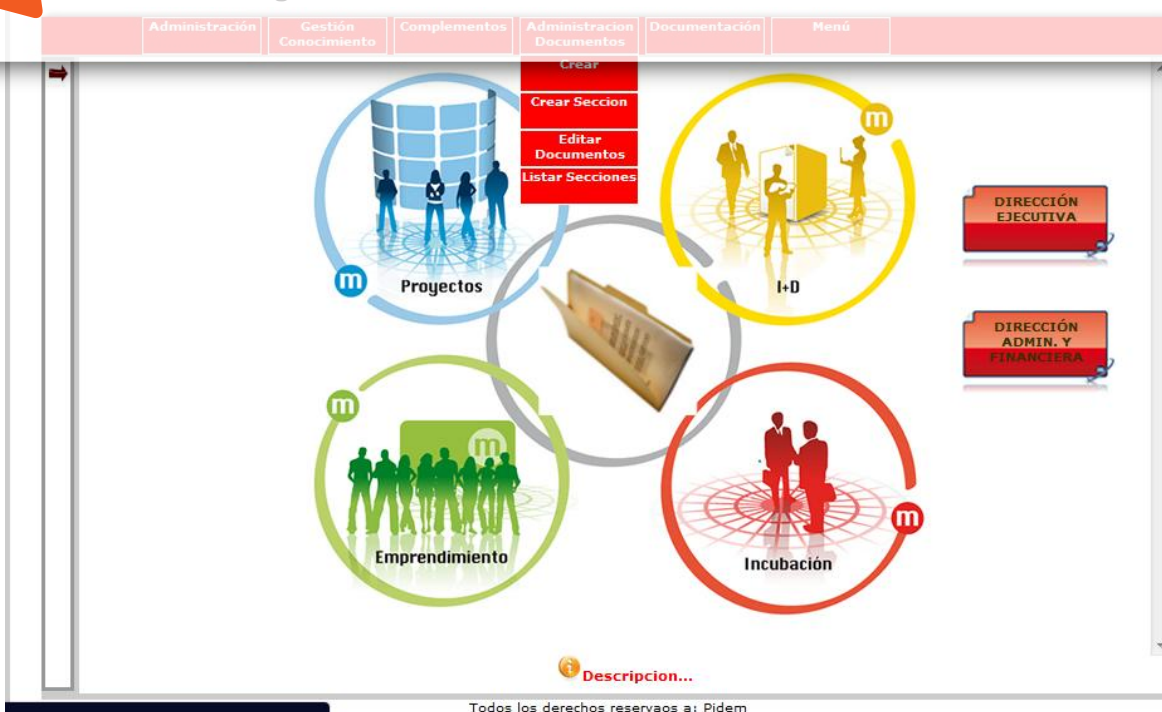 Administración
Gestión
Conocimiento
Complementos
Administracion
Documentos
Documentación
Menú
Crear
Crear Seccion
Editar
Documentos
Listar Secciones
m
DIRECCIÓN
EJECUTIVA
m
Proyectos
I+D
DIRECCIÓN
ADMIN. Y
FINANCIERA
m
m
m
Emprendimiento
Incubación
Descripcion...
Todos los derechos reservaos a: Pidem